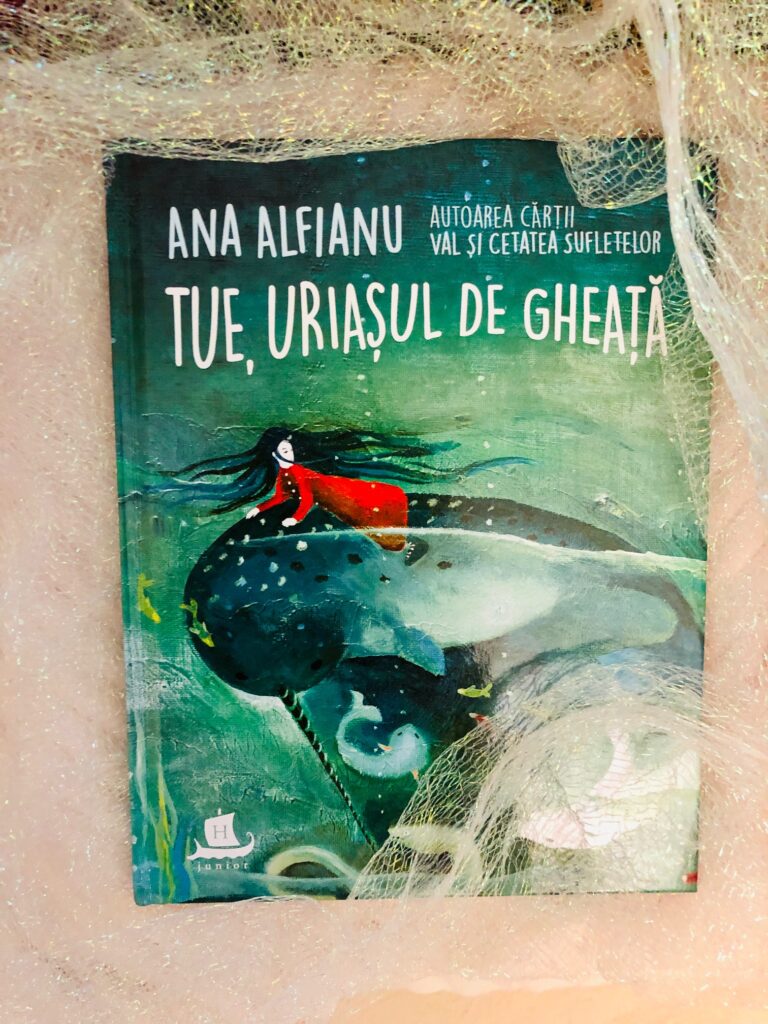 ANA ALFIANU
AUTOAREA CĂRȚII
VAL ȘI CETATEA SUFLETELOR
TUE, URIAȘUL DE GHEAȚĂ
H
junior